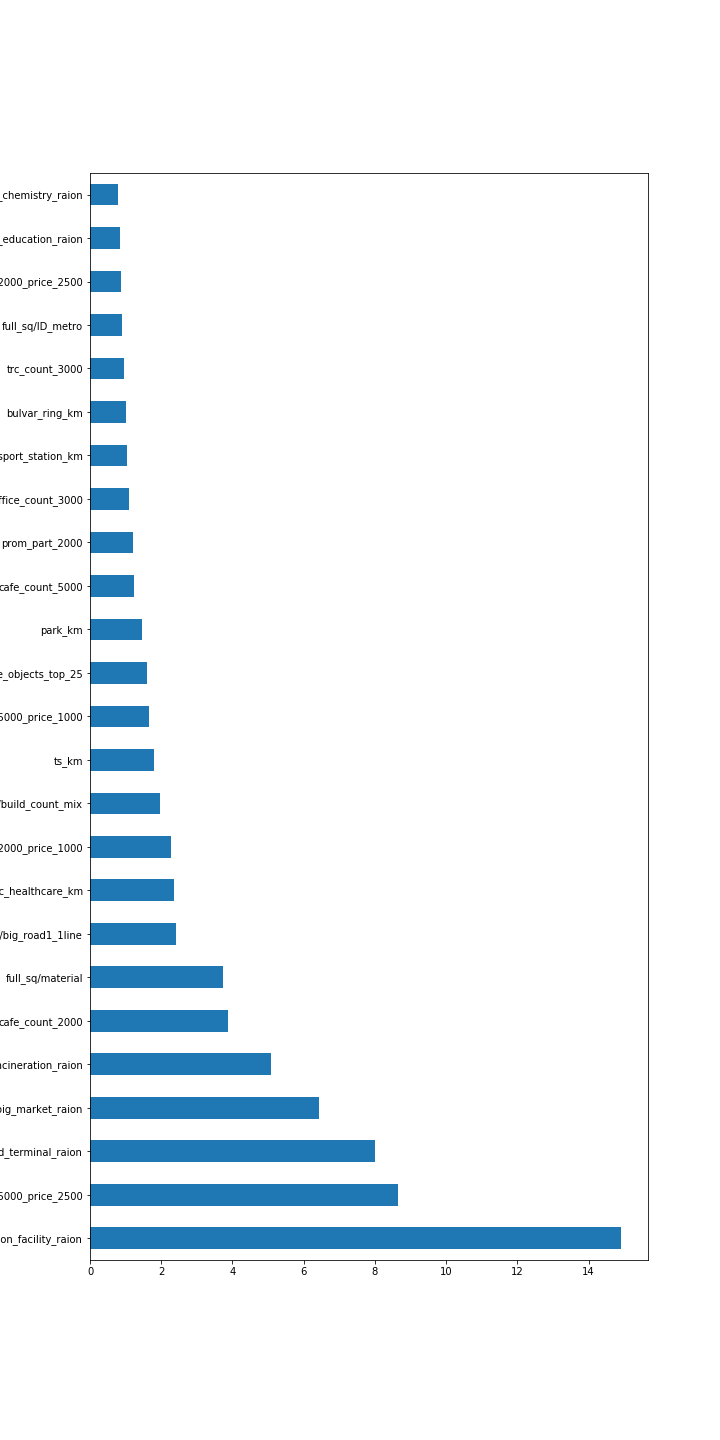 _chemistry_raion
_education_raion
2000_price_2500
full_sq/ID_metro
trc_count_3000
bulvar_ring_km
sport_station_km
ffice_count_3000
prom_part_2000
cafe_count_5000
park_km
e_objects_top_25
5000_price_1000
ts_km
/build_count_mix
2000_price_1000
c_healthcare_km
/big_road1_1line
full_sq/material
cafe_count_2000
ncineration_raion
big_market_raion
d_terminal_raion
5000_price_2500
on_facility_raion
0 2 4 6 8 10 12 14